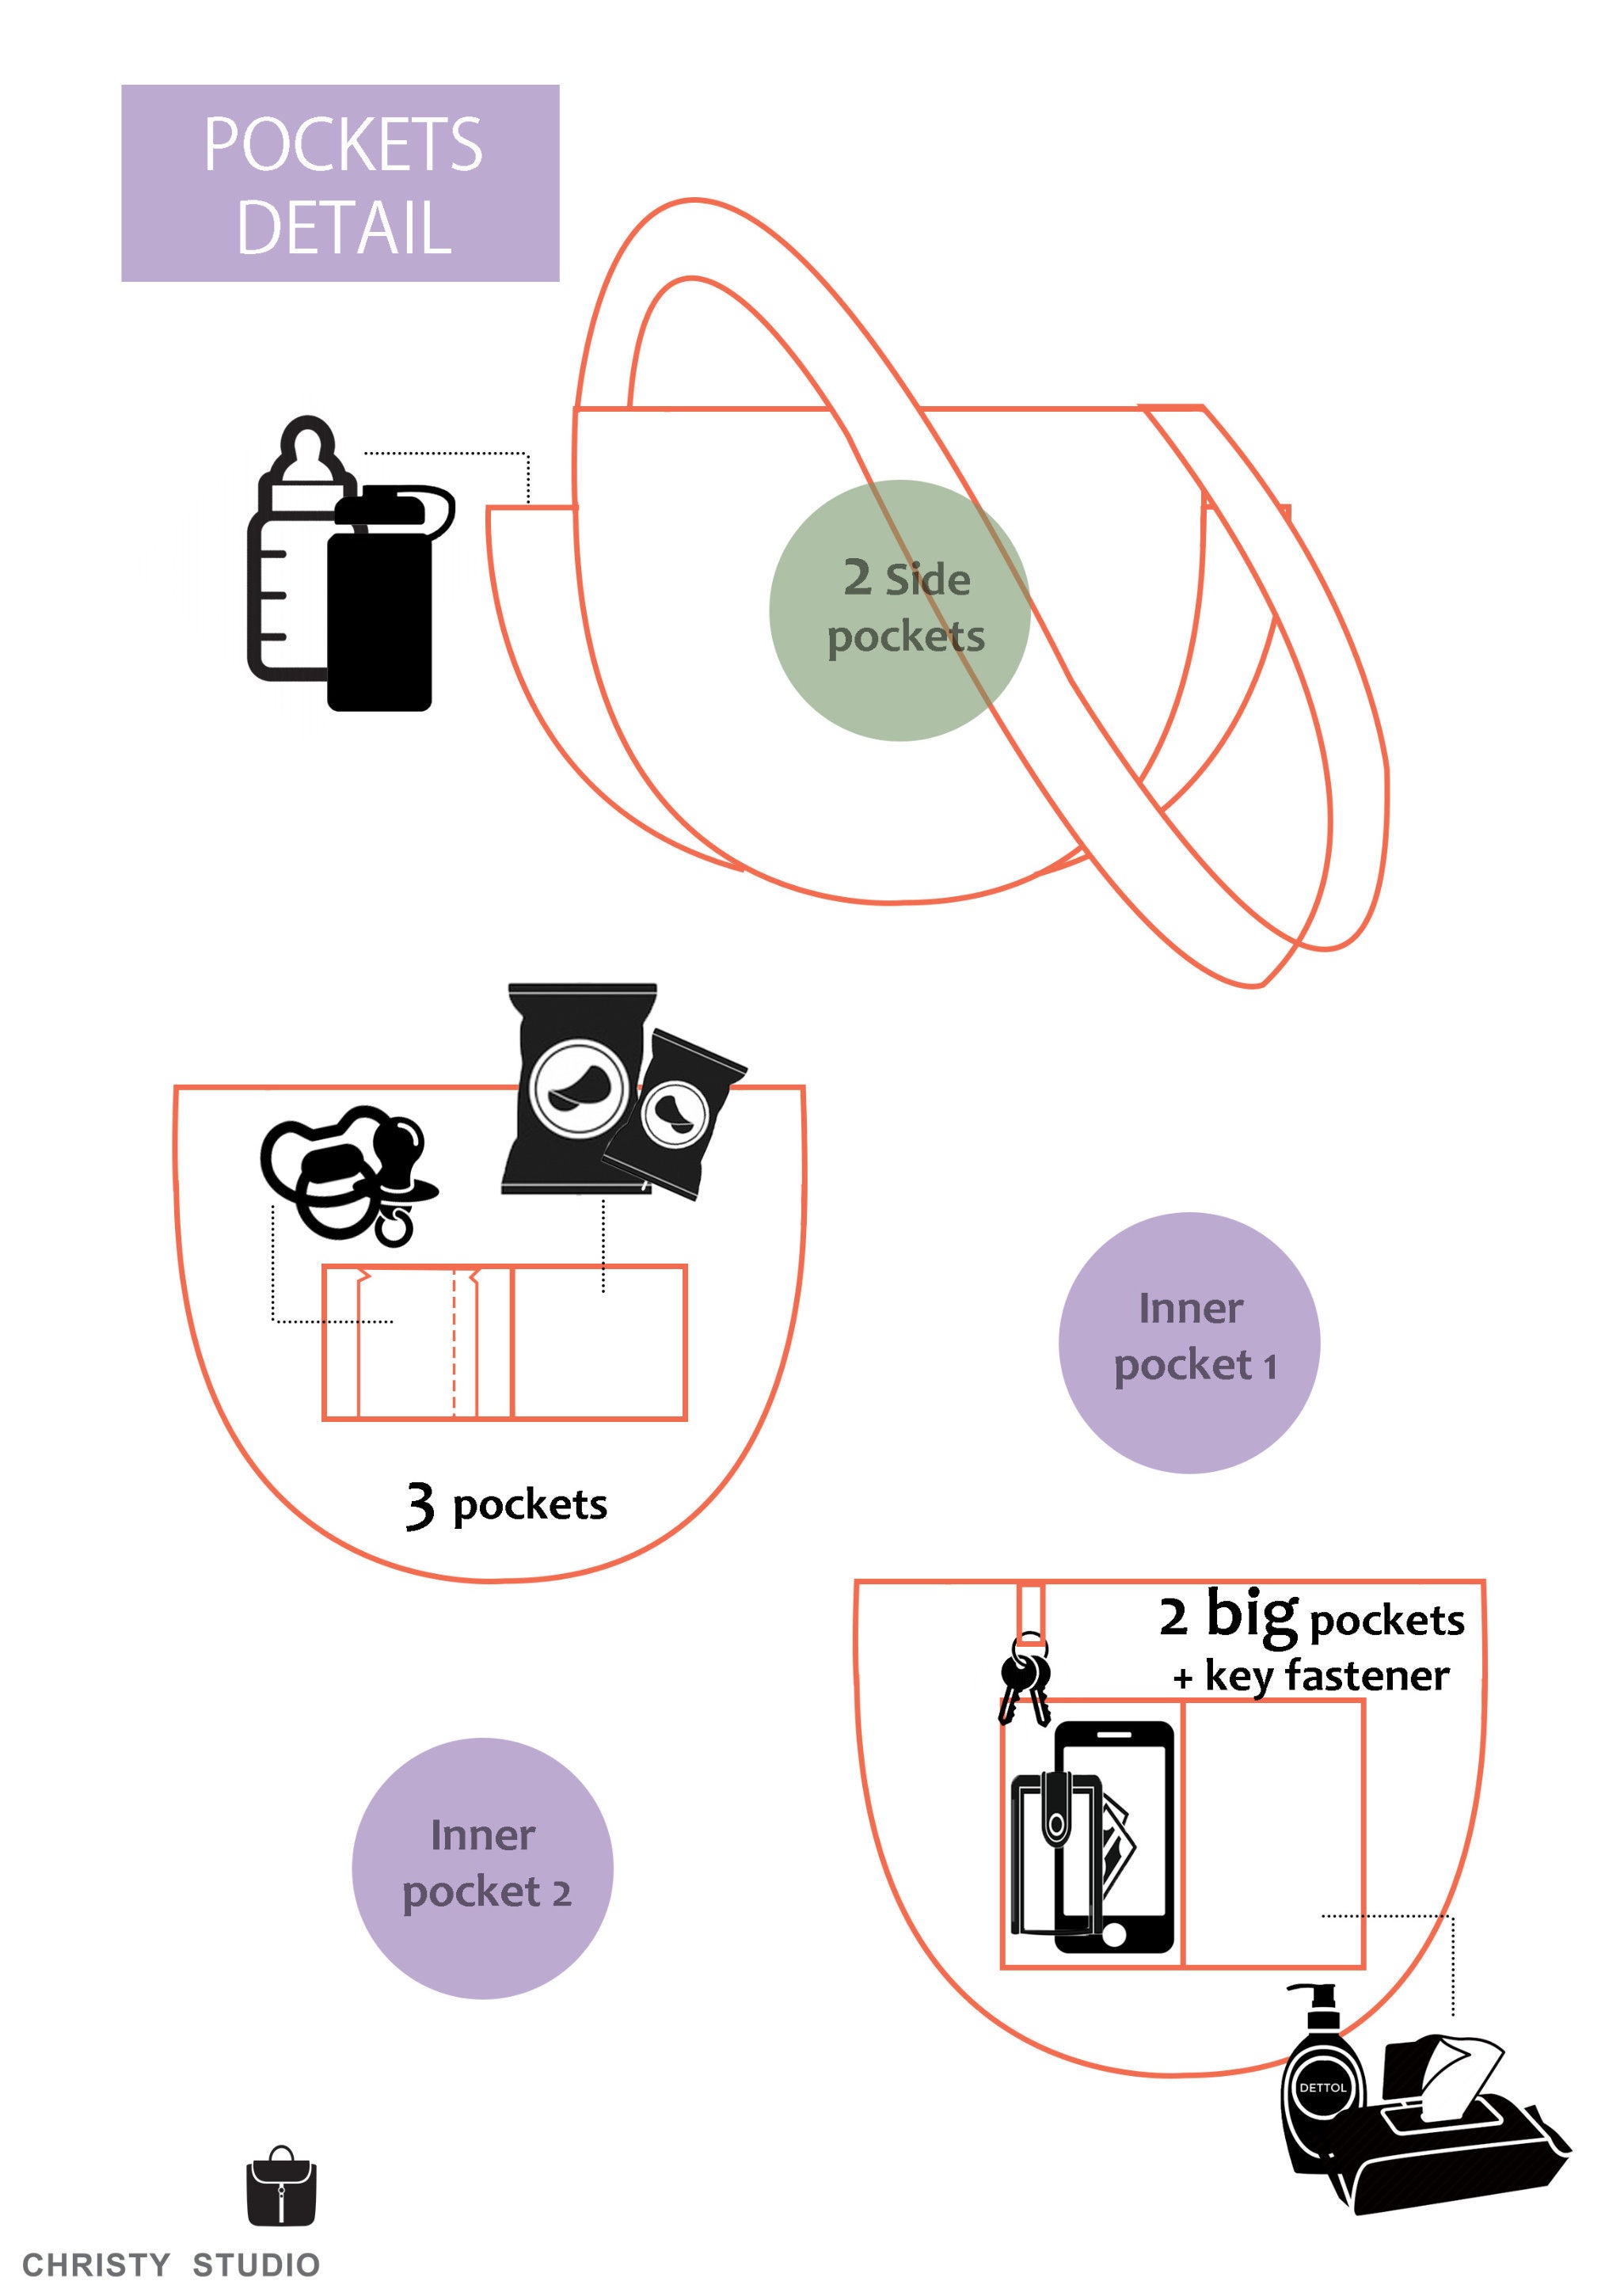 POCKETS
DETAIL
2 Side
pockets
3 pockets
Inner
pocket 1
2 big pockets
+ key fastener
Inner
pocket 2
DETTOL
CHRISTY STUDIO